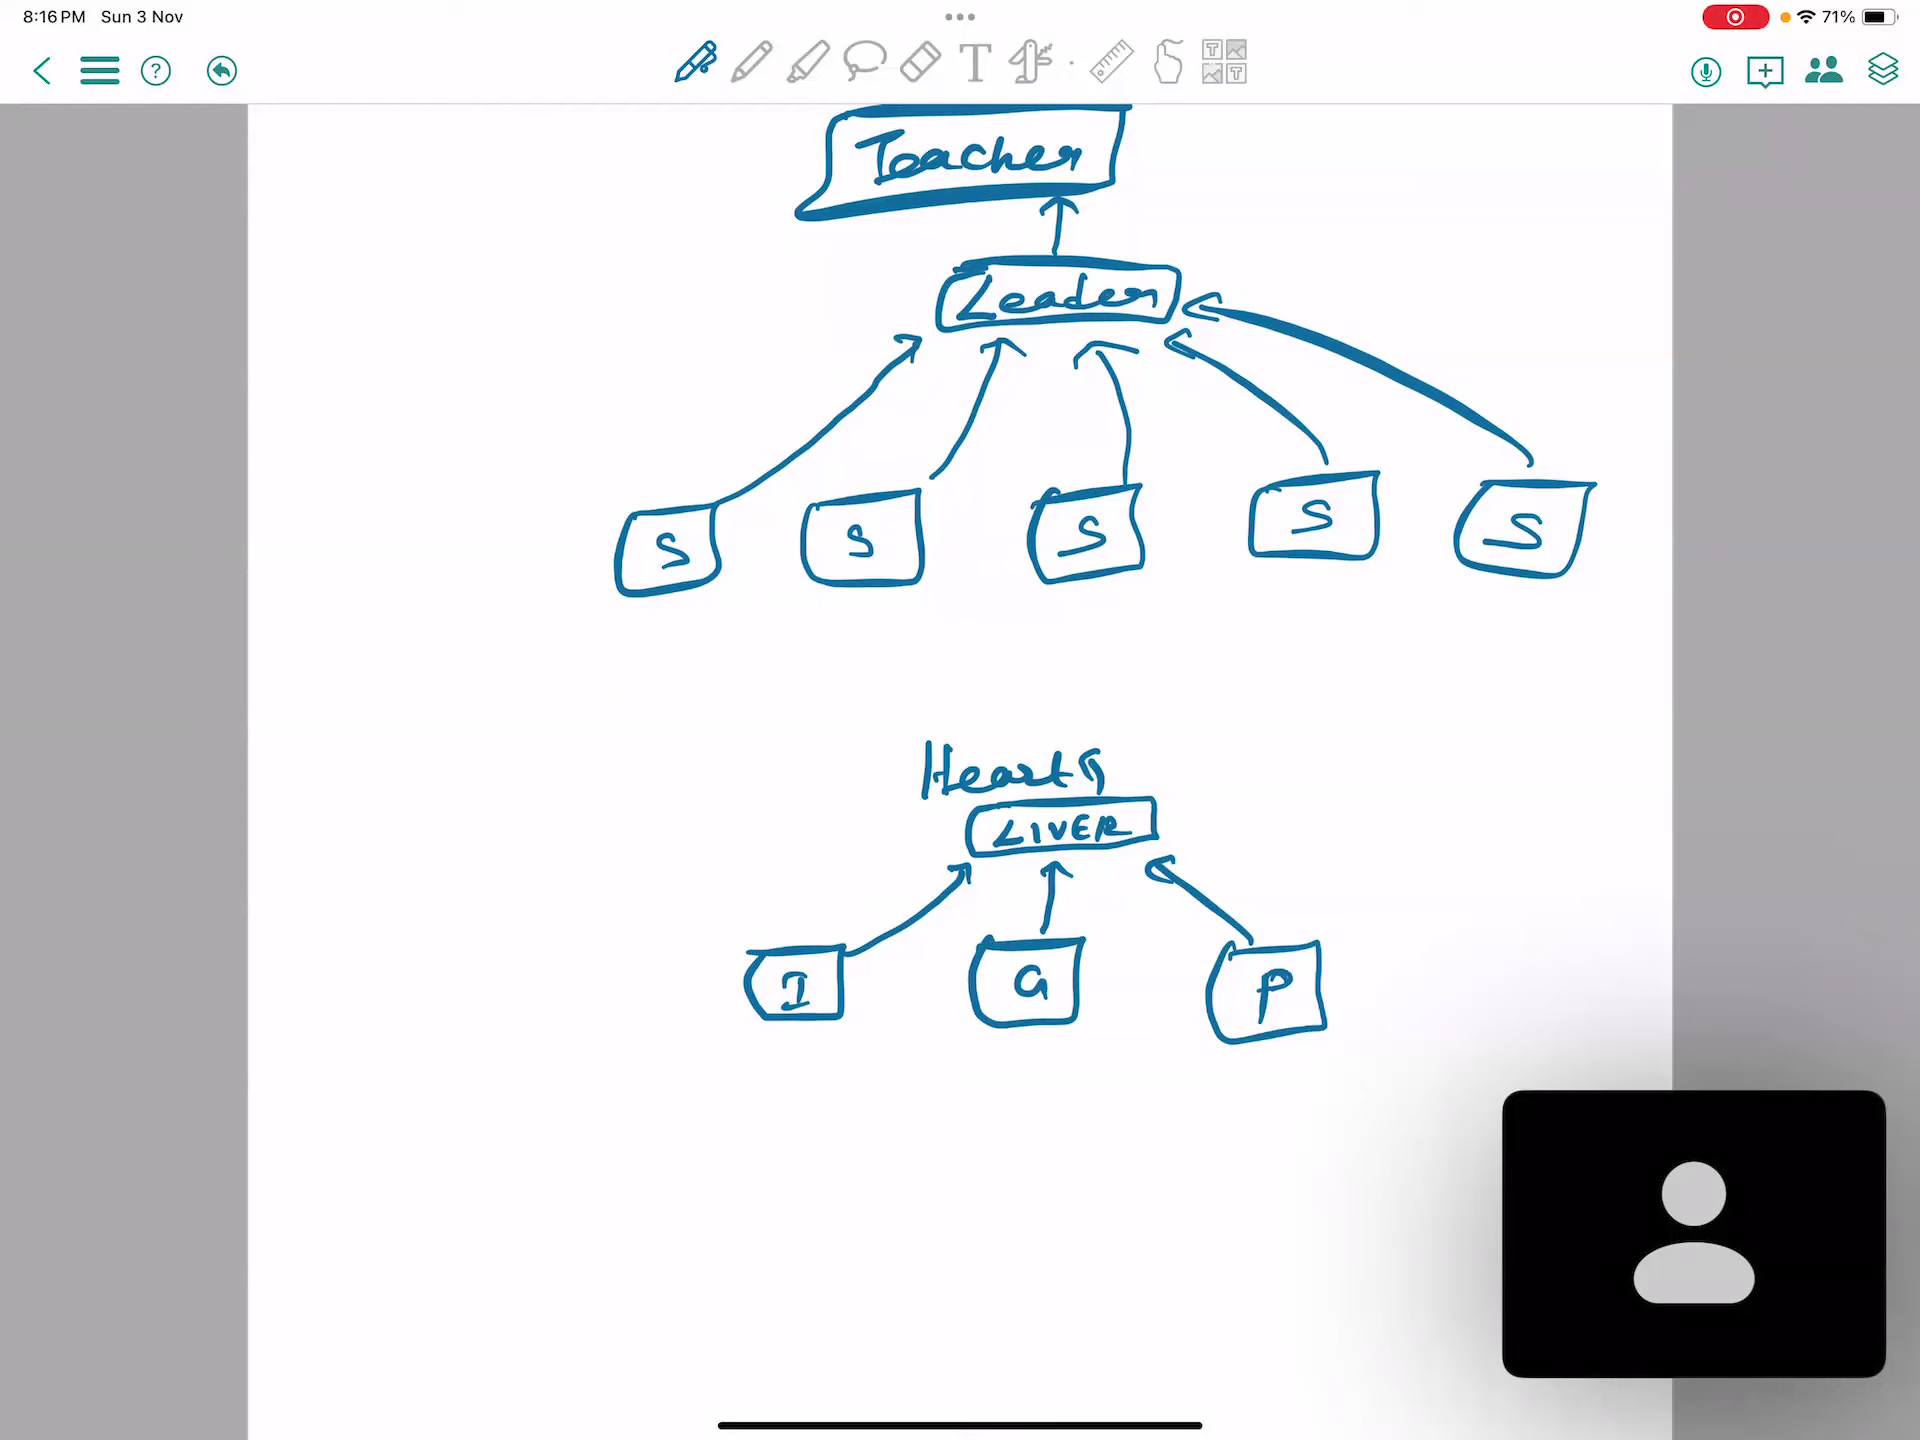 8:16 PM Sun 3 Nov
71%
Teacher
Leader
S S S S S
Heart
LIVER
I G P